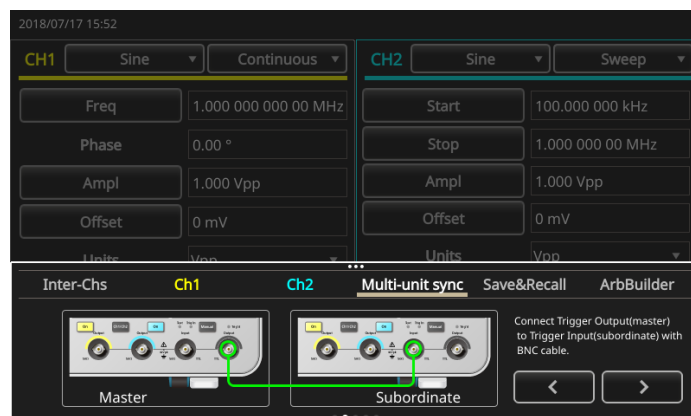 2018/07/17 15:52
CH1 Sine Continuous CH2 Sine Sweep
Freq 1.000 000 000 00 MHz Start 100.000 000 kHz
Phase 0.00 ° Stop 1.000 000 00 MHz
Ampl 1.000 Vpp Ampl 1.000 Vpp
Offset 0 mV Offset 0 mV
Units Vpp Units Vpp
Inter-Chs Ch1 Ch2 Multi-unit sync Save&Recall ArbBuilder
Connect Trigger Output(master)
to Trigger Input(subordinate) with
BNC cable.
Master Subordinate